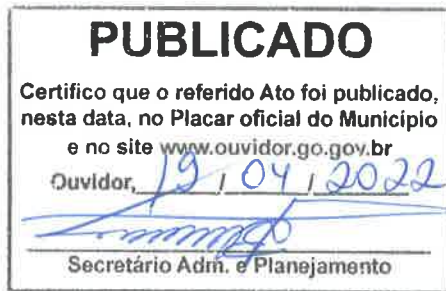 PUBLICADO
Certifico que o referido Ato foi publicado,
nesta data, no Placar oficial do Município
e no site www.ouvidor.go.gov.br
Ouvidor, 19 / 04 / 2022
Secretário Adm. e Planejamento